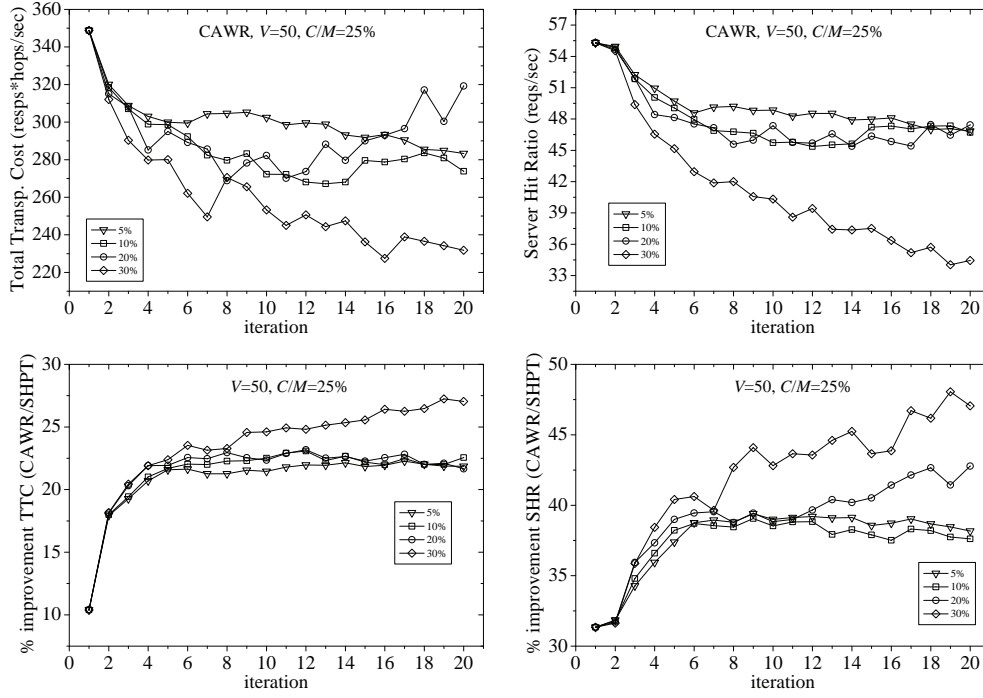 CAWR, V=50, C/M=25%
Total Transp. Cost (resps*hops/sec)
360
340
320
300
280
260
240
220
5%
10%
20%
30%
0 2 4 6 8 10 12 14 16 18 20
iteration
CAWR, V=50, C/M=25%
Server Hit Ratio (reqs/sec)
57
54
51
48
45
42
39
36
33
5%
10%
20%
30%
0 2 4 6 8 10 12 14 16 18 20
iteration
V=50, C/M=25%
% improvement TTC (CAWR/SHPT)
30
25
20
15
10
5%
10%
20%
30%
0 2 4 6 8 10 12 14 16 18 20
iteration
V=50, C/M=25%
% improvement SHR (CAWR/SHPT)
50
45
40
35
30
5%
10%
20%
30%
0 2 4 6 8 10 12 14 16 18 20
iteration